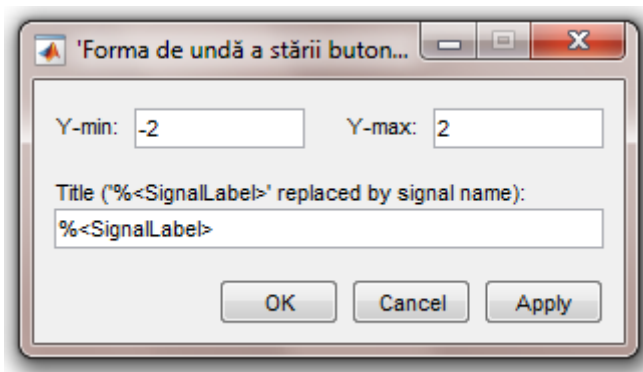 'Forma de undă a stării buton...
Y-min: -2 Y-max: 2
Title ('%<SignalLabel>' replaced by signal name):
%<SignalLabel>
OK Cancel Apply